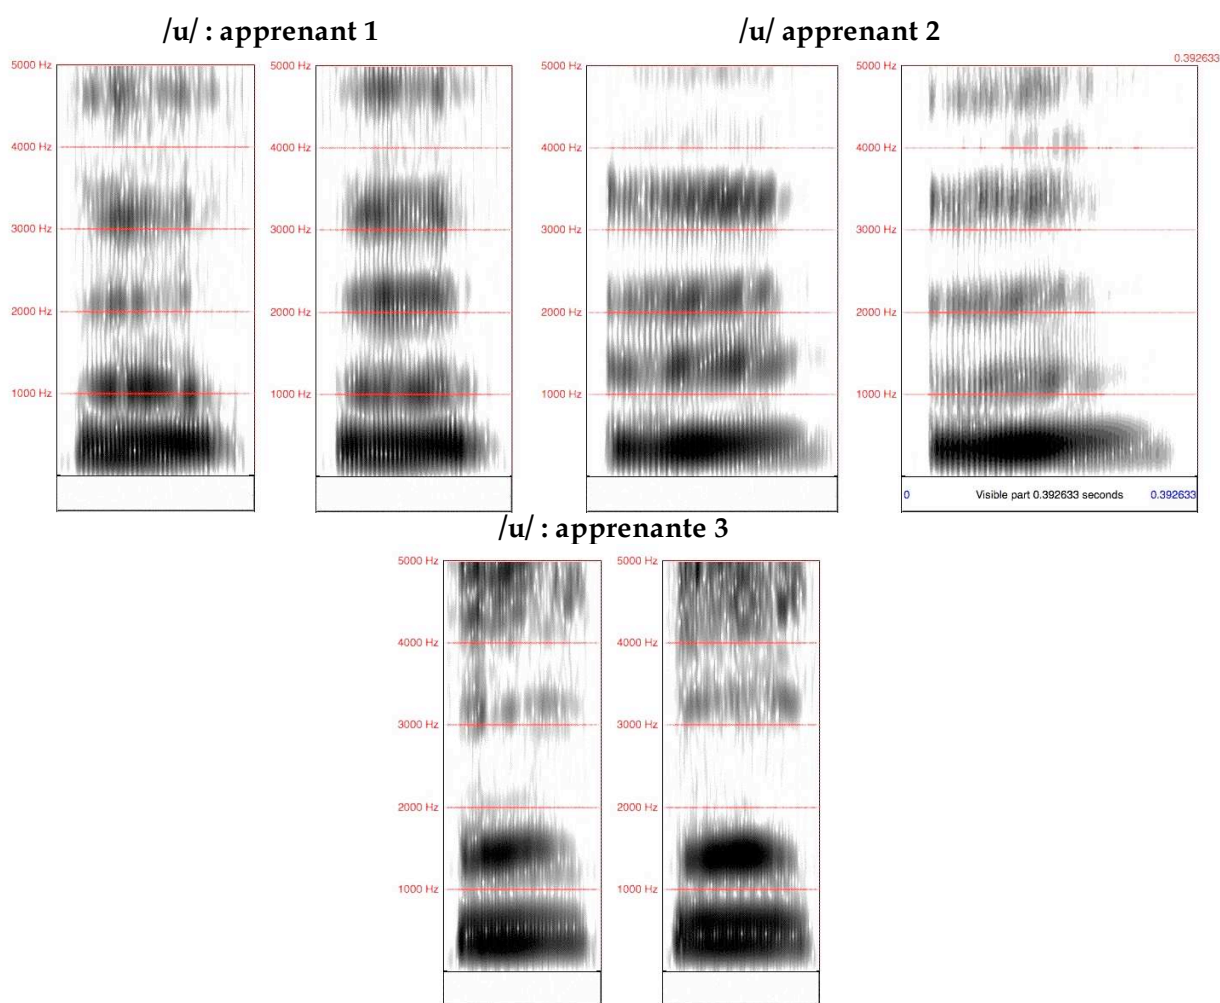 /u/ : apprenant 1
/u/ apprenant 2
5000 Hz
4000 Hz
3000 Hz
2000 Hz
1000 Hz
5000 Hz
4000 Hz
3000 Hz
2000 Hz
1000 Hz
5000 Hz
4000 Hz
3000 Hz
2000 Hz
1000 Hz
0.392633
5000 Hz
4000 Hz
3000 Hz
2000 Hz
1000 Hz
0 Visible part 0.392633 seconds 0.392633
/u/ : apprenante 3
5000 Hz
4000 Hz
3000 Hz
2000 Hz
1000 Hz
5000 Hz
4000 Hz
3000 Hz
2000 Hz
1000 Hz